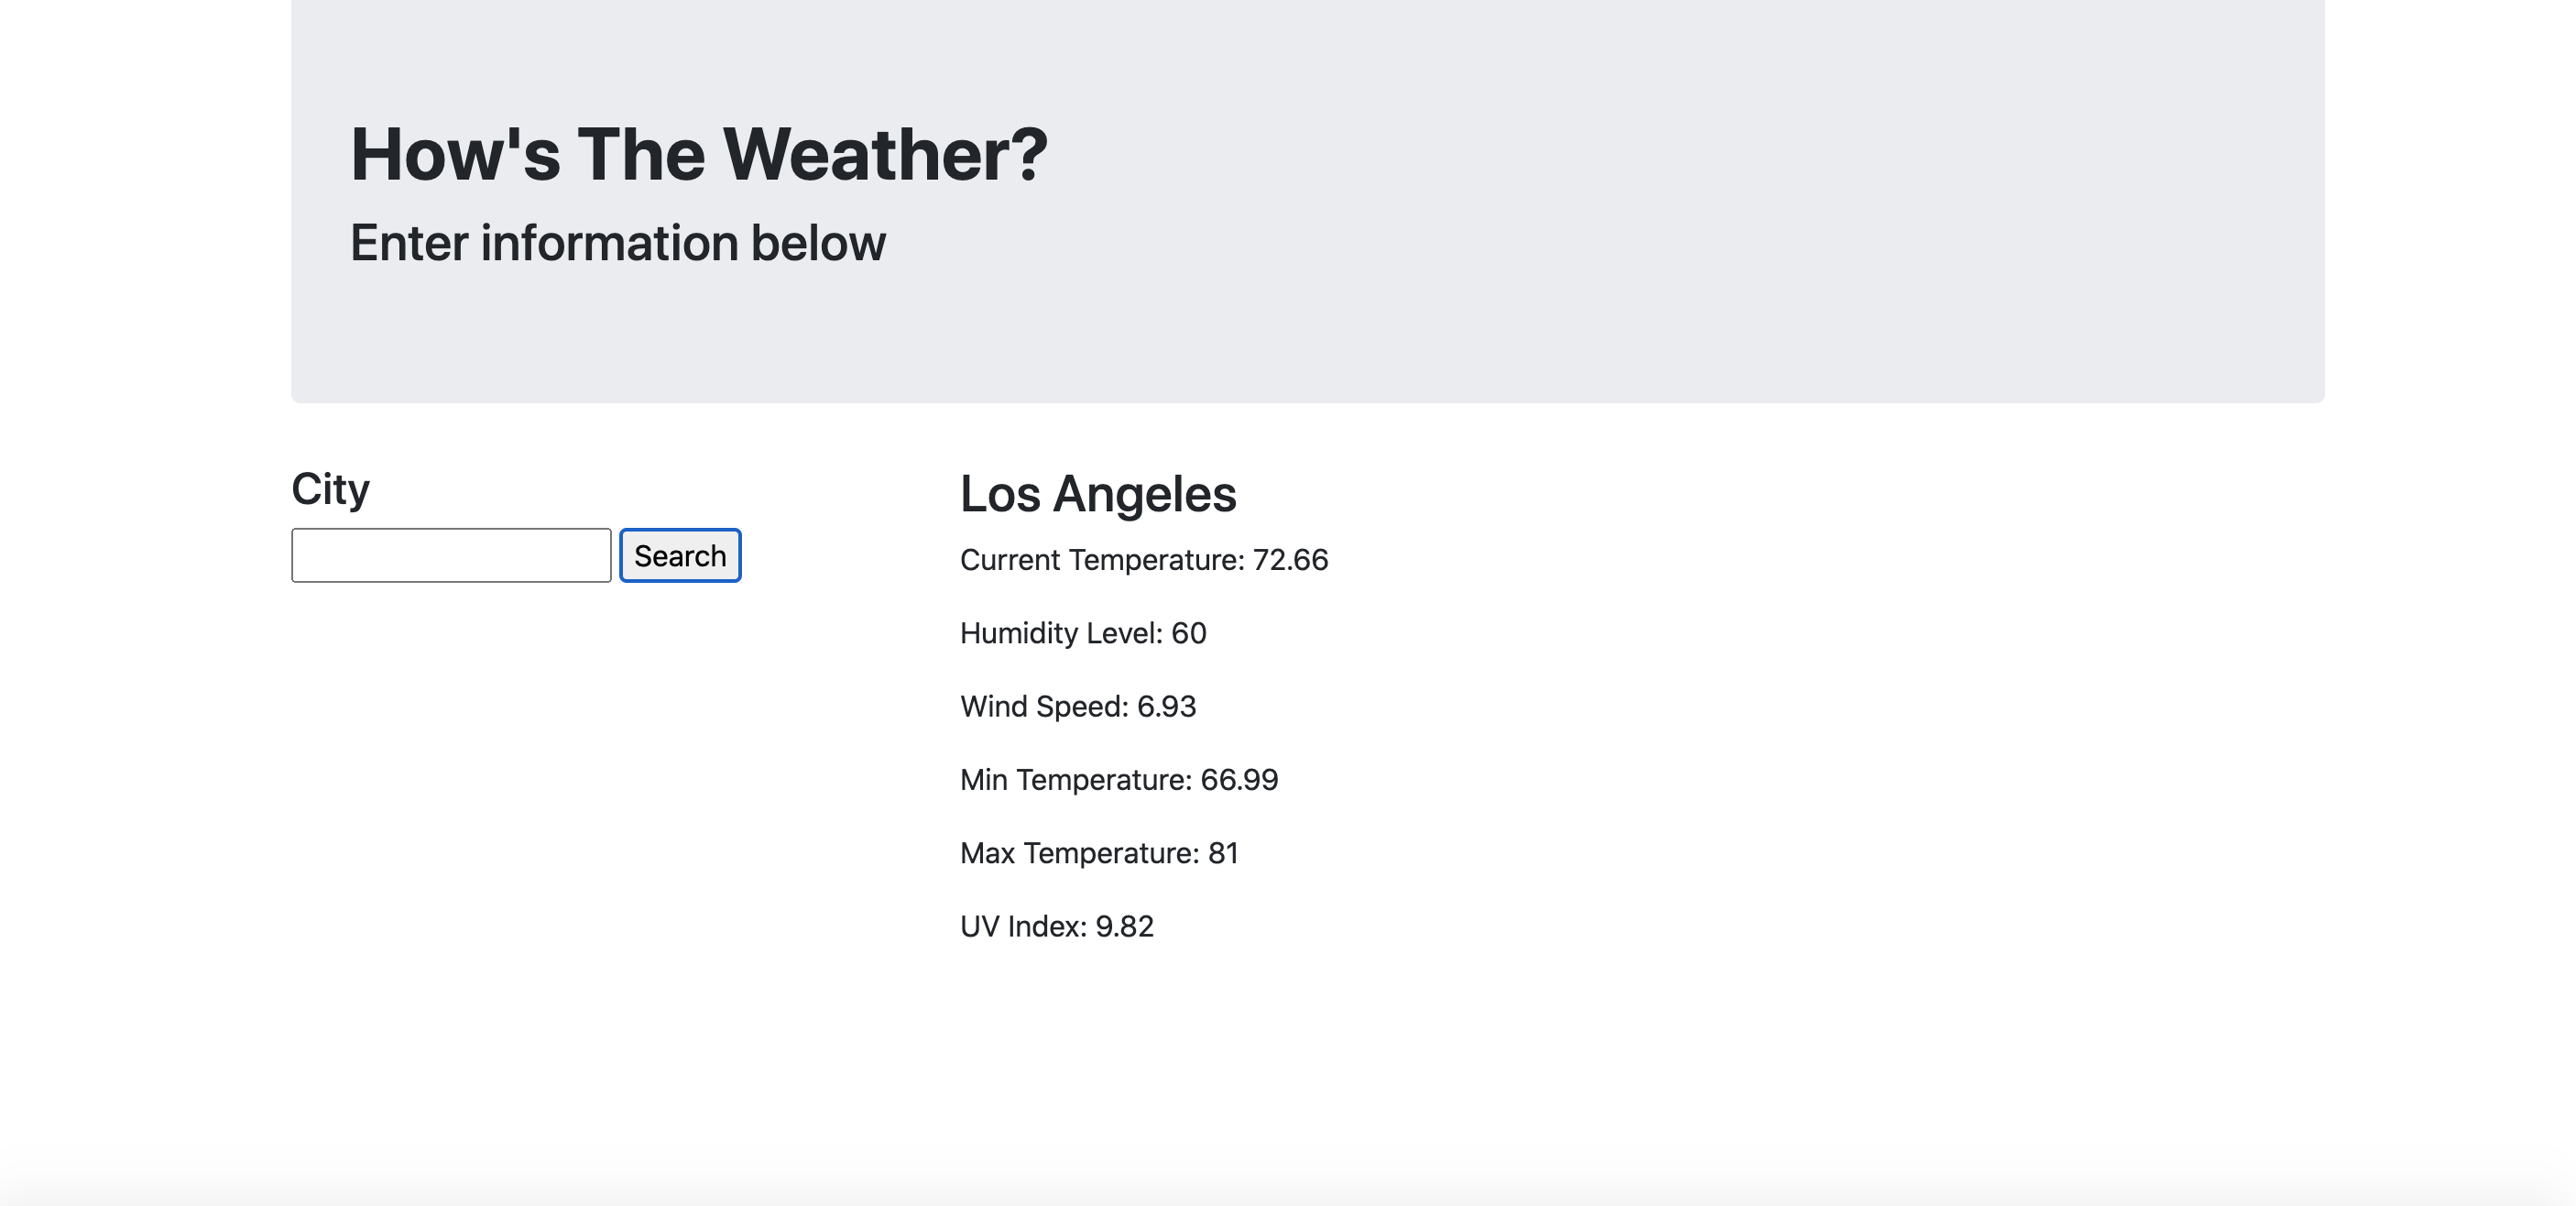 How's The Weather?
Enter information below
City
Search
Los Angeles
Current Temperature: 72.66
Humidity Level: 60
Wind Speed: 6.93
Min Temperature: 66.99
Max Temperature: 81
UV Index: 9.82